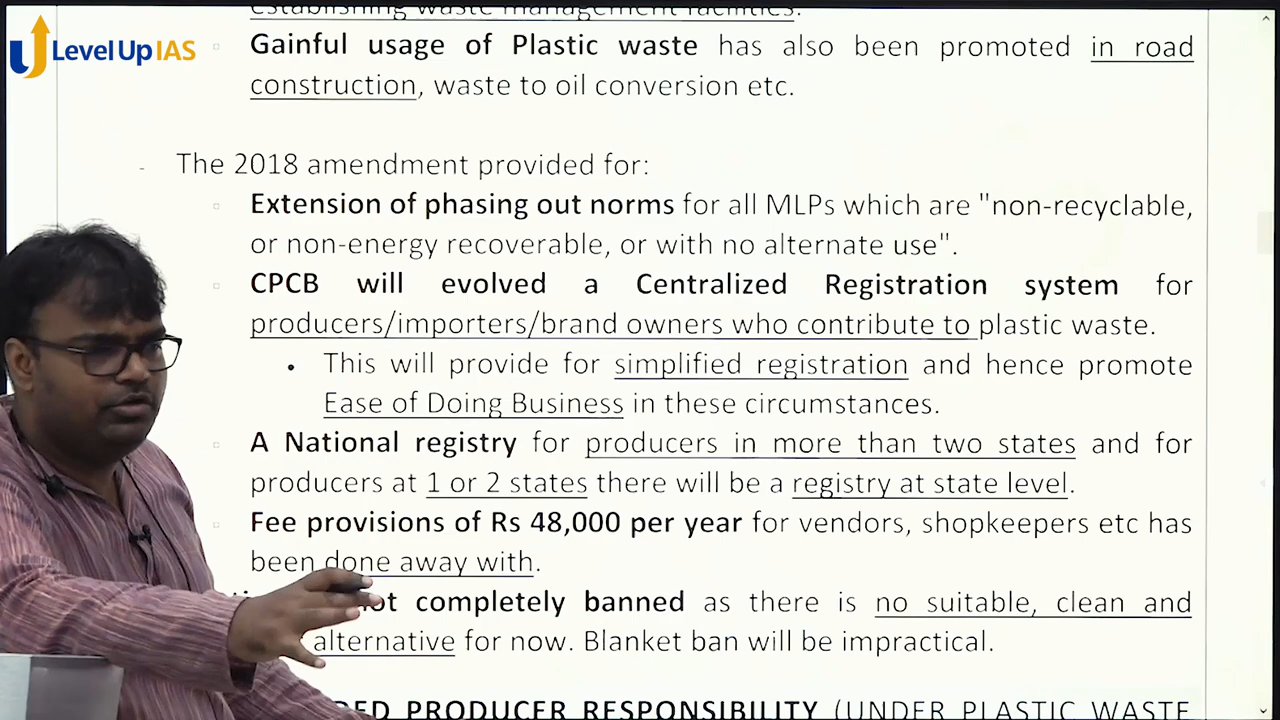 establishing waste management facilities.
Level Up IAS
Gainful usage of Plastic waste has also been promoted in road
construction, waste to oil conversion etc.
- The 2018 amendment provided for:
Extension of phasing out norms for all MLPs which are "non-recyclable,
or non-energy recoverable, or with no alternate use".
CPCB will evolved a Centralized Registration system for
producers/importers/brand owners who contribute to plastic waste.
• This will provide for simplified registration and hence promote
Ease of Doing Business in these circumstances.
A National registry for producers in more than two states and for
producers at 1 or 2 states there will be a registry at state level.
Fee provisions of Rs 48,000 per year for vendors, shopkeepers etc has
been done away with.
not completely banned as there is no suitable, clean and
alternative for now. Blanket ban will be impractical.
PRODUCER RESPONSIBILITY (UNDER PLASTIC WASTE